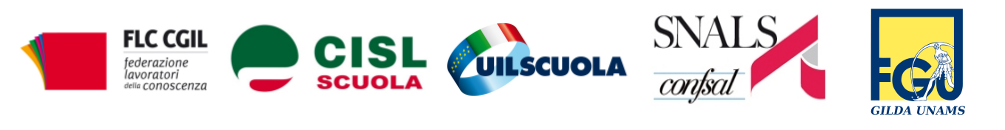 FLC CGIL
federazione
lavoratori
della conoscenza
CISL
SCUOLA
UILSCUOLA
SNALS
confsal
FGU
GILDA UNAMS